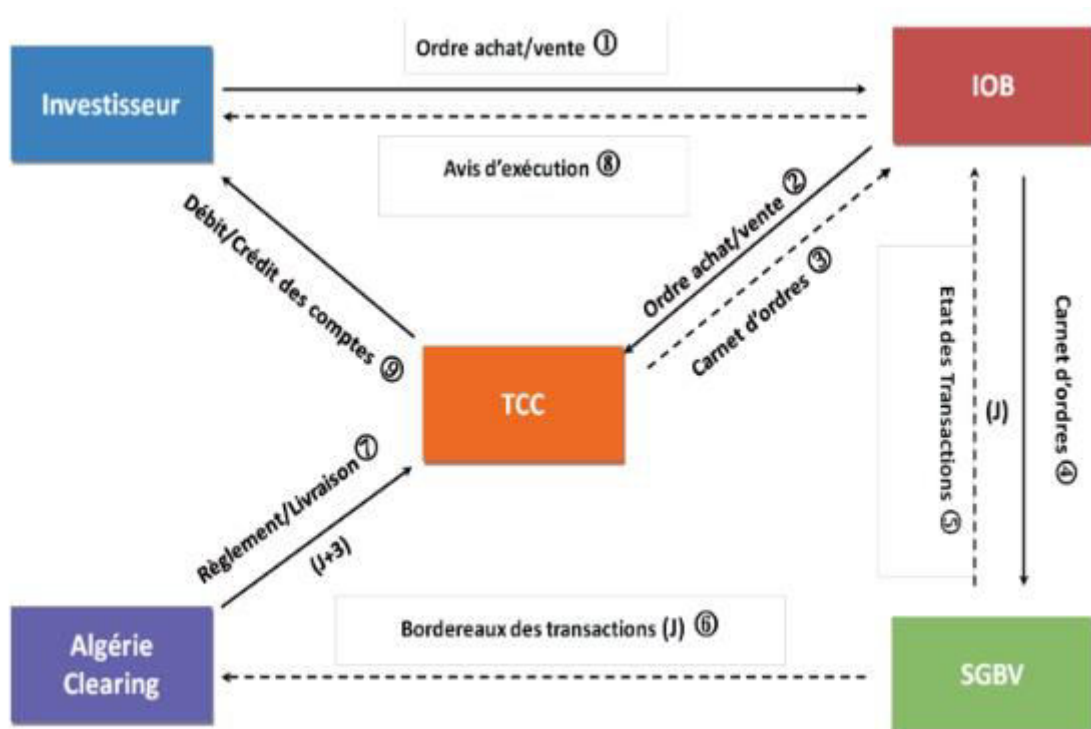 Ordre achat/vente ①
Investisseur
IOB
Avis d'exécution ⑧
Débit/Crédit des comptes ⑨
Ordre achat/vente ②
Carnet d'ordres ③
Etat des Transactions ⑤
(J)
Carnet d'ordres ④
TCC
Règlement/Livraison ⑦
(J+3)
Algérie
Clearing
Bordereaux des transactions (J) ⑥
SGBV